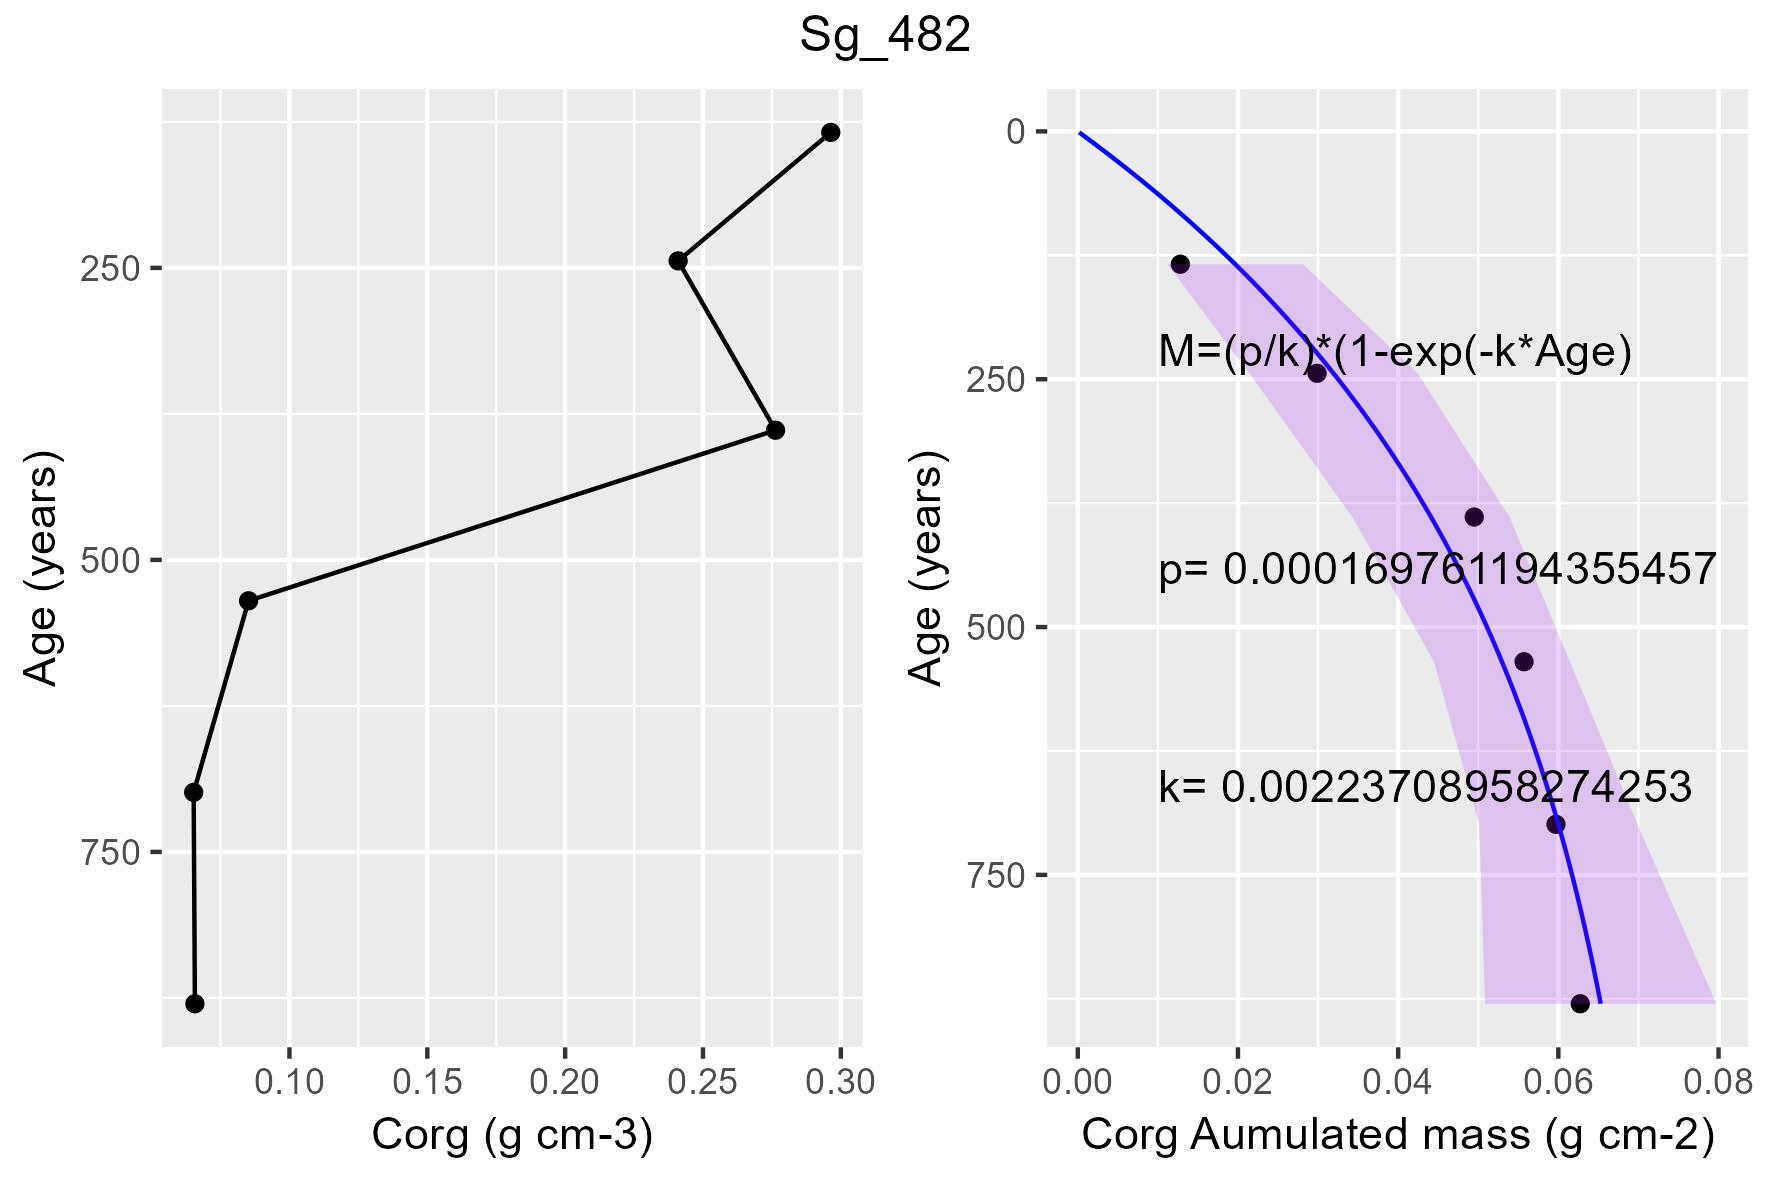 Sg_482
250
500
750
0.10
0.15
0.20
0.25
0.30
Age (years)
Corg (g cm-3)
0
250
500
750
0.00
0.02
0.04
0.06
0.08
Age (years)
Corg Aumulated mass (g cm-2)
M=(p/k)*(1-exp(-k*Age)
p= 0.000169761194355457
k= 0.00223708958274253